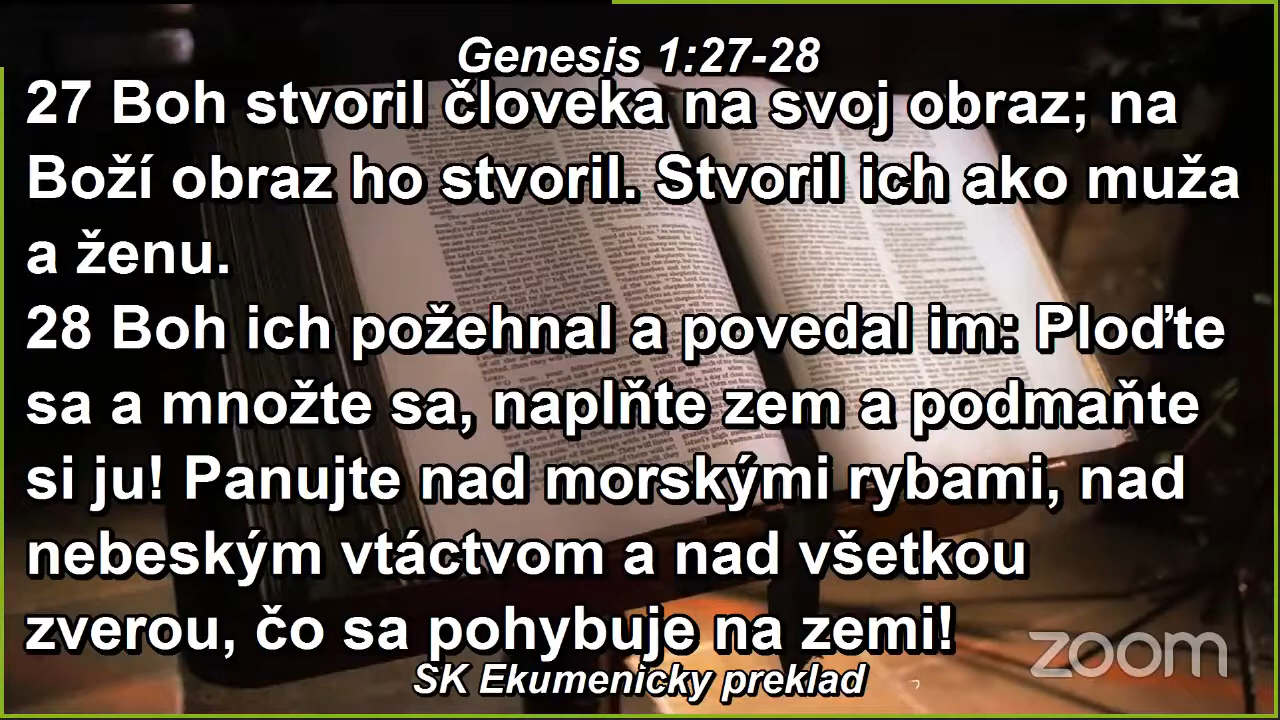 Genesis 1:27-28
27 Boh stvoril človeka na svoj obraz; na
Boží obraz ho stvoril. Stvoril ich ako muža
a ženu.
28 Boh ich požehnal a povedal im: Ploďte
sa a množte sa, naplňte zem a podmaňte
si ju! Panujte nad morskými rybami, nad
nebeským vtáctvom a nad všetkou
zverou, čo sa pohybuje na zemi!
zoom
SK Ekumenicky preklad